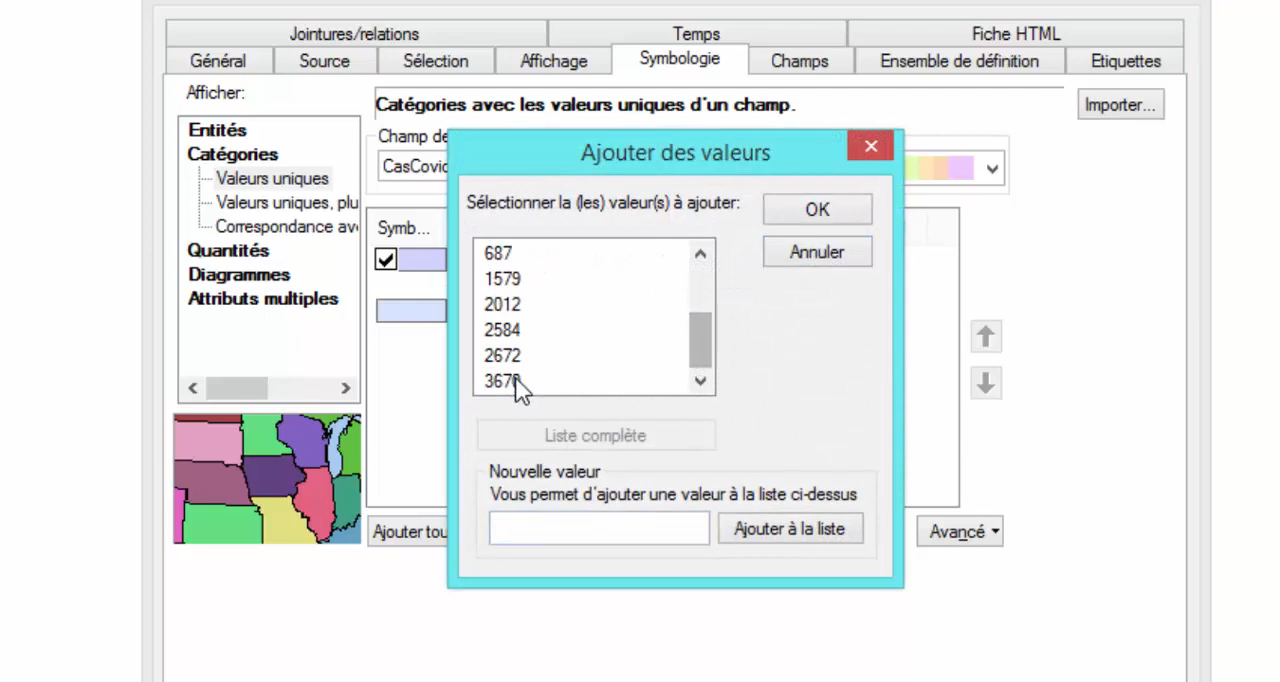 Jointures/relations
Temps
Fiche HTML
Général
Source
Sélection
Affichage
Symbologie
Champs
Ensemble de définition
Etiquettes
Afficher:
Catégories avec les valeurs uniques d'un champ.
Importer...
Entités
Catégories
Valeurs uniques
Valeurs uniques, plu
Correspondance ave
Quantités
Diagrammes
Attributs multiples
Champ de
CasCovid
Symb...
Ajouter des valeurs
Sélectionner la (les) valeur(s) à ajouter:
OK
Annuler
687
1579
2012
2584
2672
Liste complète
Nouvelle valeur
Vous permet d'ajouter une valeur à la liste ci-dessus
Ajouter à la liste
Ajouter tou
Avancé